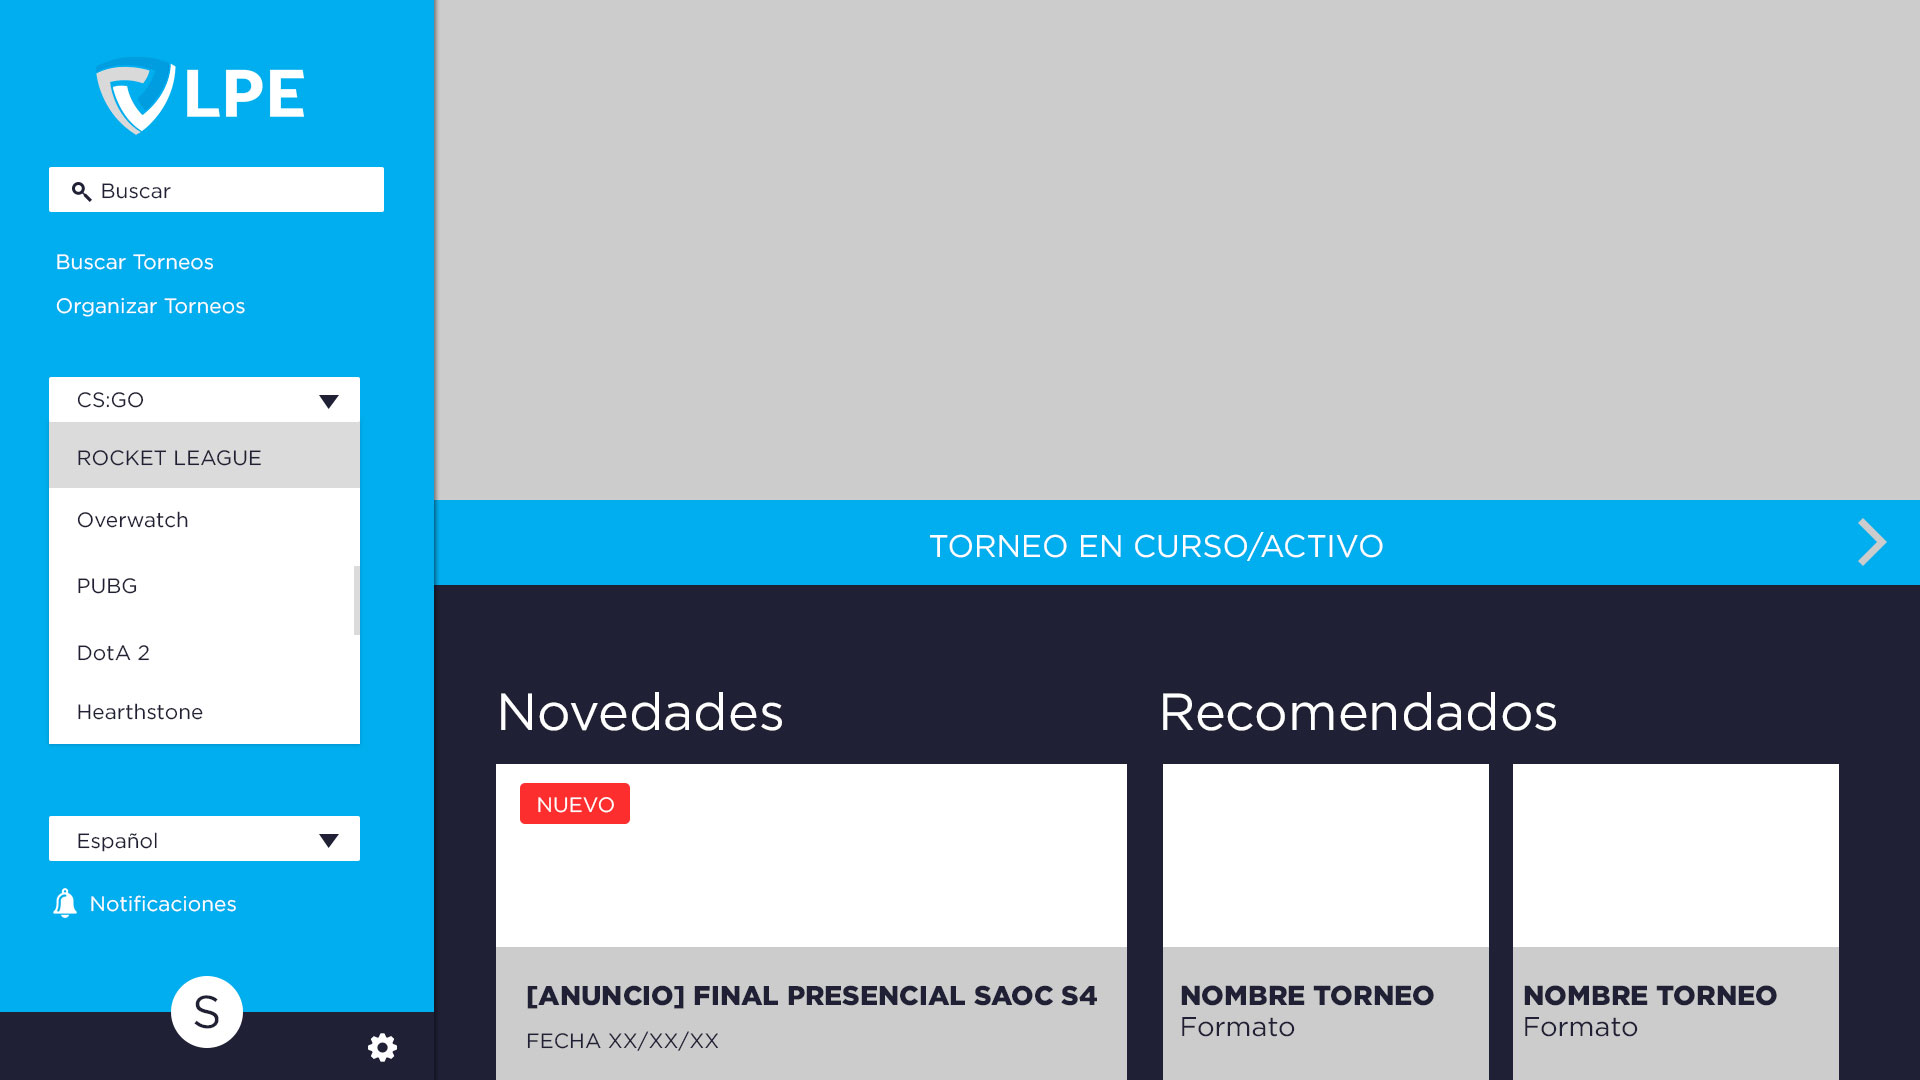 LPE
Buscar
Buscar Torneos
Organizar Torneos
CS:GO
ROCKET LEAGUE
Overwatch
PUBG
DotA 2
Hearthstone
Español
Notificaciones
S
TORNEO EN CURSO/ACTIVO
Novedades
NUEVO
[ANUNCIO] FINAL PRESENCIAL SAOC S4
FECHA XX/XX/XX
Recomendados
NOMBRE TORNEO
Formato
NOMBRE TORNEO
Formato